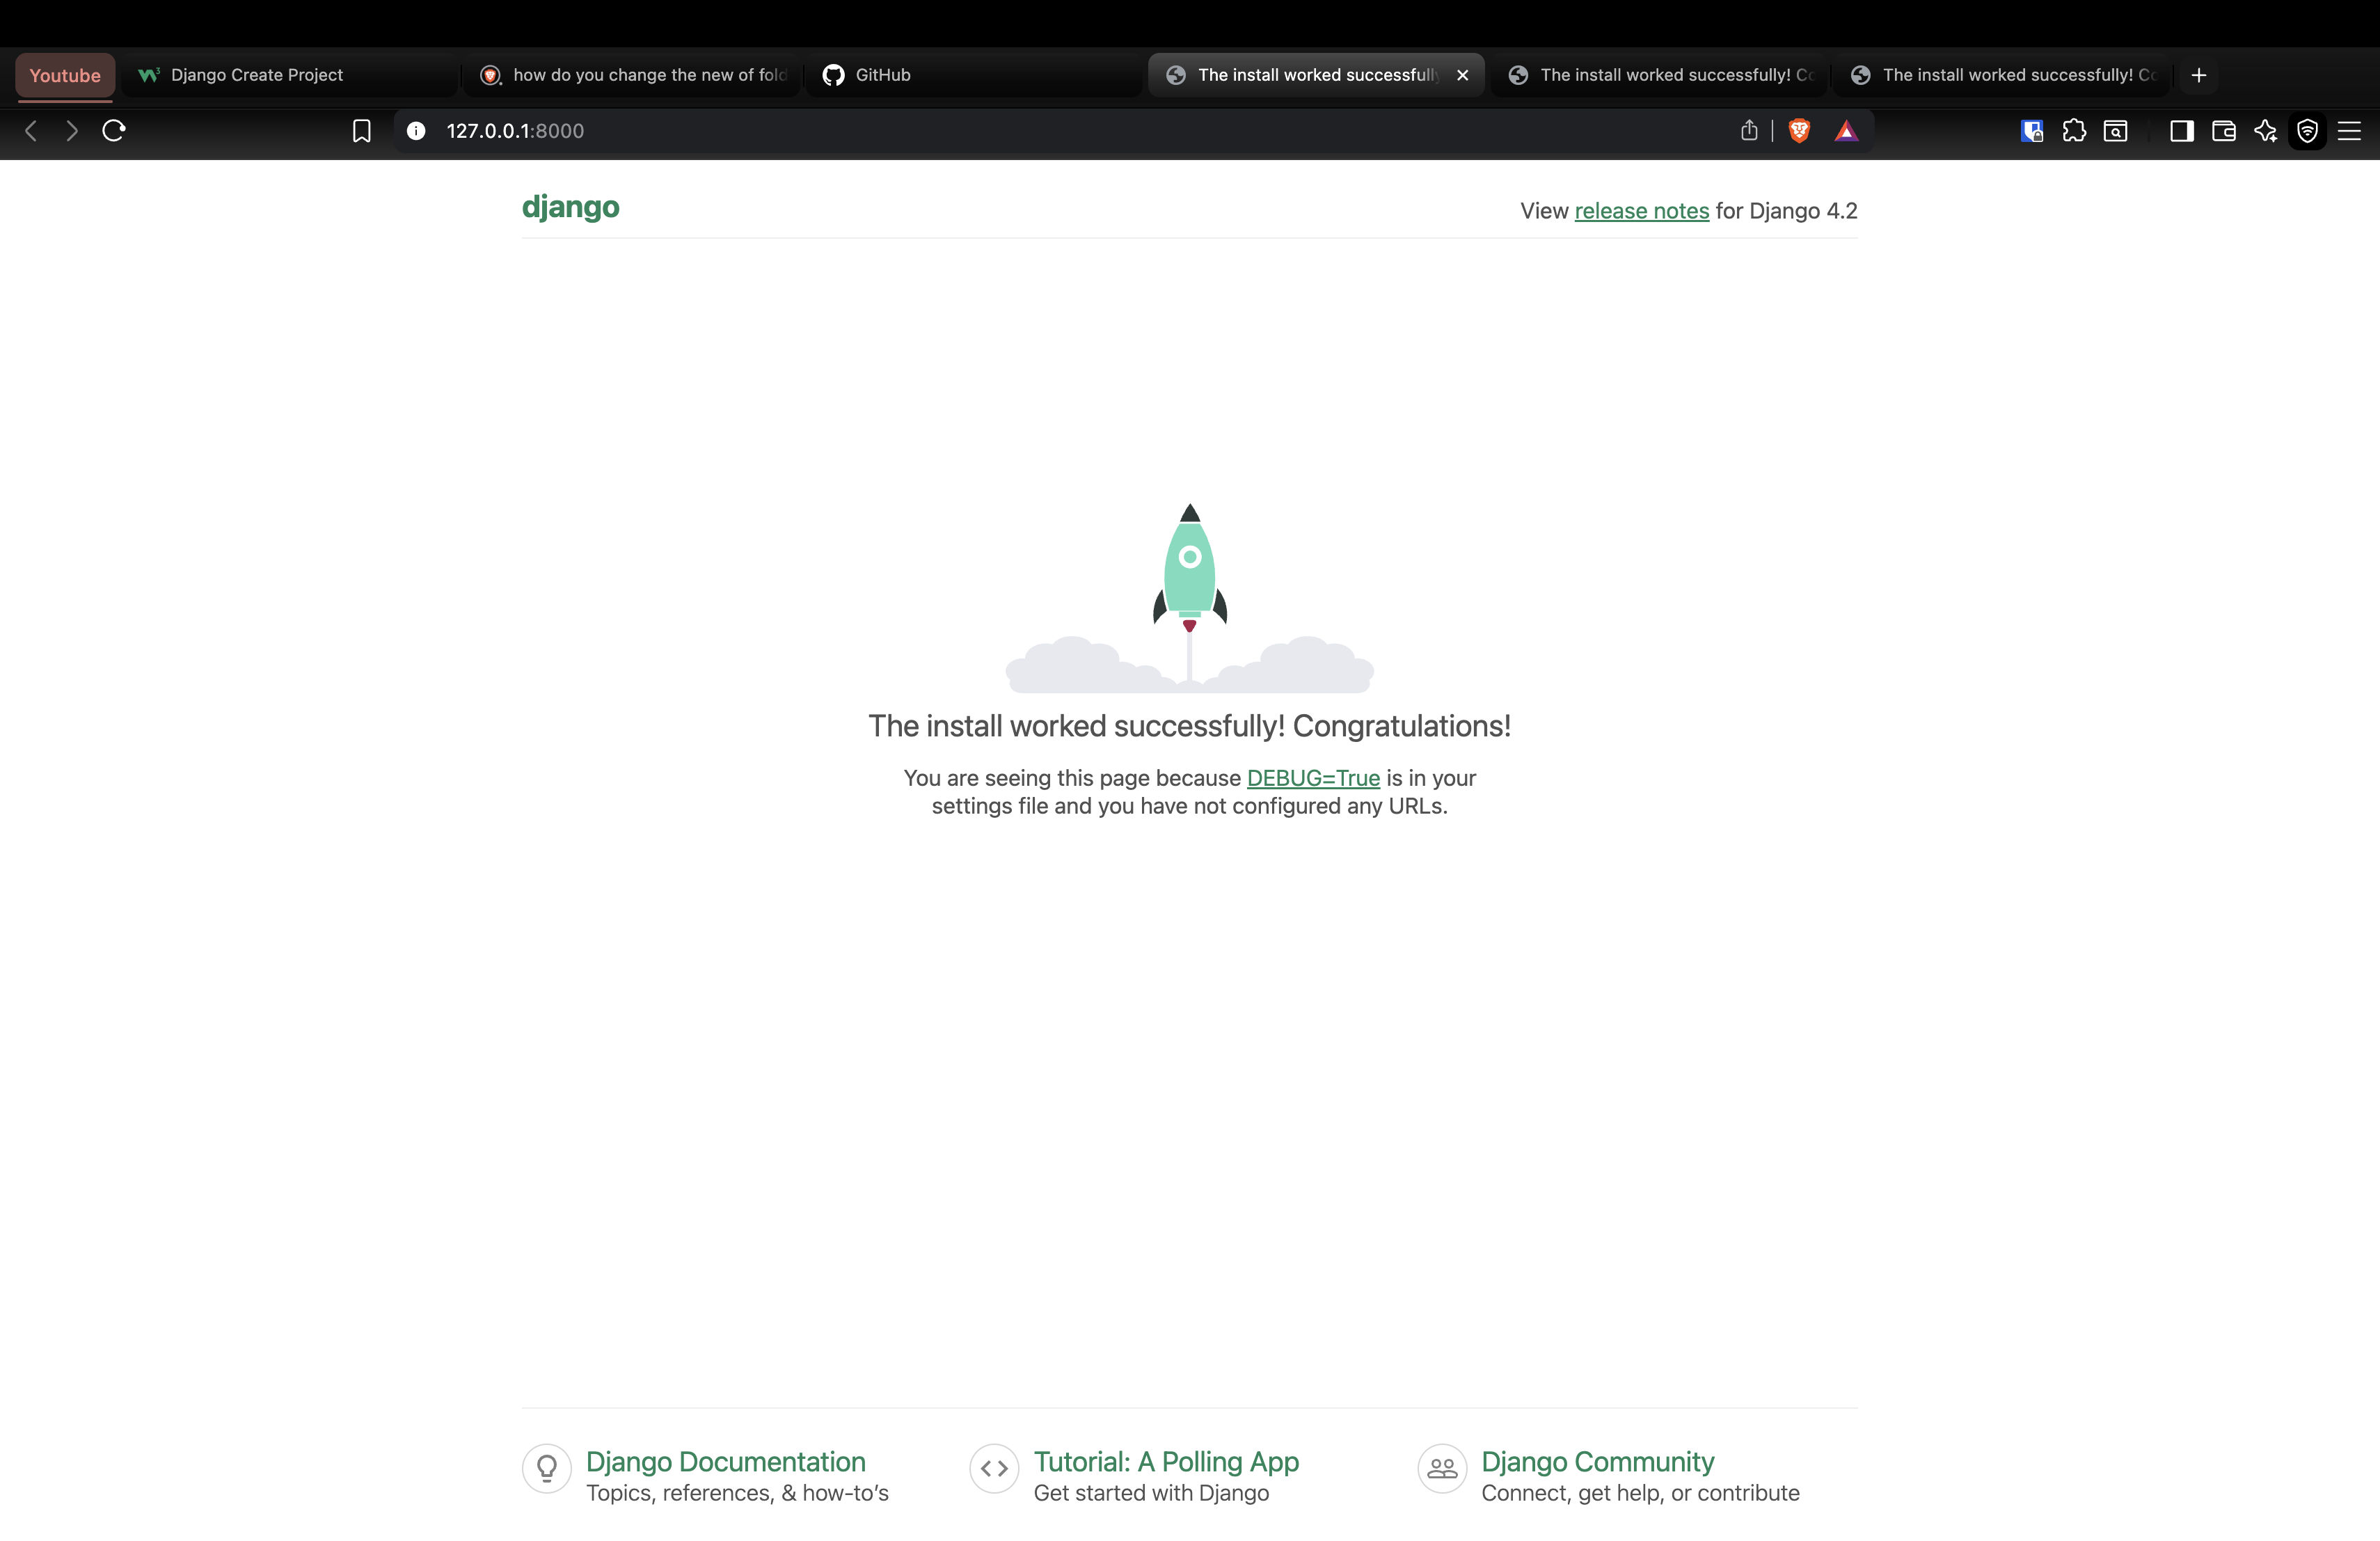 Youtube
Django Create Project
how do you change the new of fold
GitHub
The install worked successfull
The install worked successfully! Co
The install worked successfully! Co
127.0.0.1:8000
django
View release notes for Django 4.2
The install worked successfully! Congratulations!
You are seeing this page because DEBUG=True is in your
settings file and you have not configured any URLs.
Django Documentation
Topics, references, & how-to’s
Tutorial: A Polling App
Get started with Django
Django Community
Connect, get help, or contribute